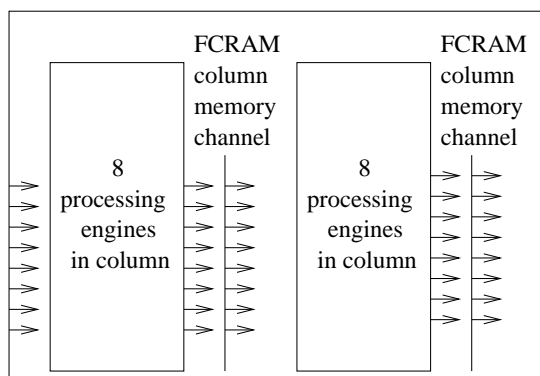 FCRAM
column
memory
channel
8
processing
engines
in column
FCRAM
column
memory
channel
8
processing
engines
in column